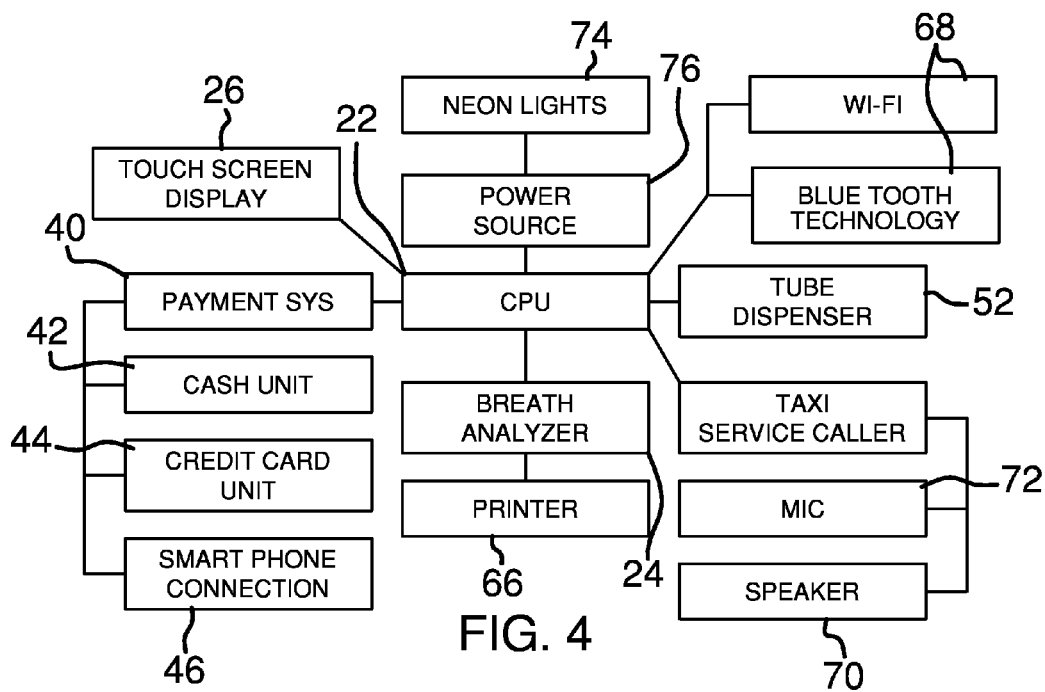 74
68
26
NEON LIGHTS
76
WI-FI
22
TOUCH SCREEN
DISPLAY
POWER
SOURCE
BLUE TOOTH
TECHNOLOGY
40
PAYMENT SYS
CPU
TUBE
DISPENSER
52
42
CASH UNIT
BREATH
ANALYZER
TAXI
SERVICE CALLER
44
CREDIT CARD
UNIT
PRINTER
MIC
72
SMART PHONE
CONNECTION
66
24
SPEAKER
FIG. 4
46
70